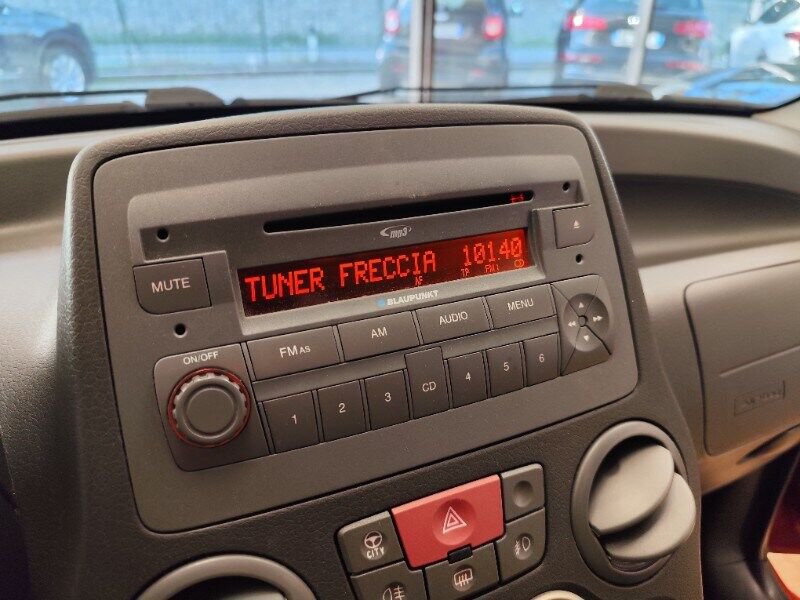 mp3
TUNER FRECCIA 101.40
AF TP FM1
BLAUPUNKT
MUTE
ON/OFF
FM AS
AM
AUDIO
MENU
1
2
3
CD
4
5
6
CITY